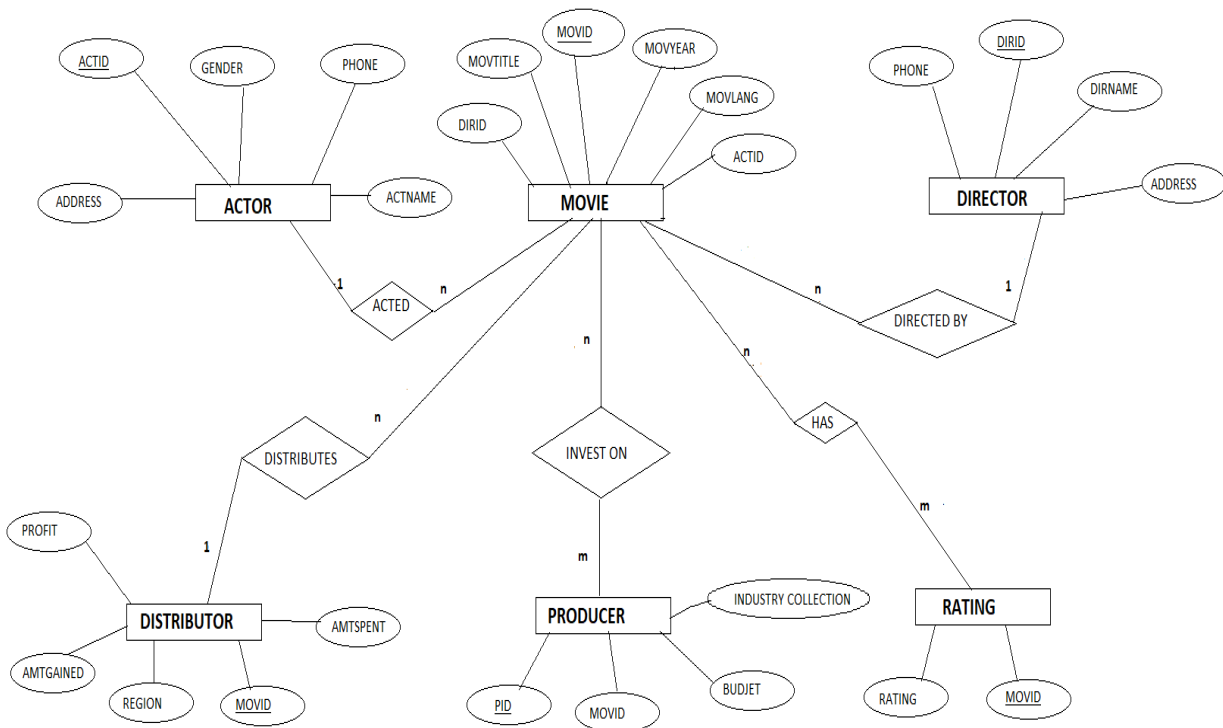 MOVID
DIRID
ACTID
GENDER
PHONE
MOVTITLE
MOVYEAR
PHONE
DIRNAME
MOVLANG
DIRID
ACTID
ADDRESS
ACTNAME
ADDRESS
ACTOR
MOVIE
DIRECTOR
1
n
n
1
ACTED
DIRECTED BY
n
n
n
HAS
DISTRIBUTES
INVEST ON
m
PROFIT
1
m
INDUSTRY COLLECTION
DISTRIBUTOR
AMTSPENT
PRODUCER
RATING
AMTGAINED
REGION
MOVID
PID
MOVID
BUDJET
RATING
MOVID